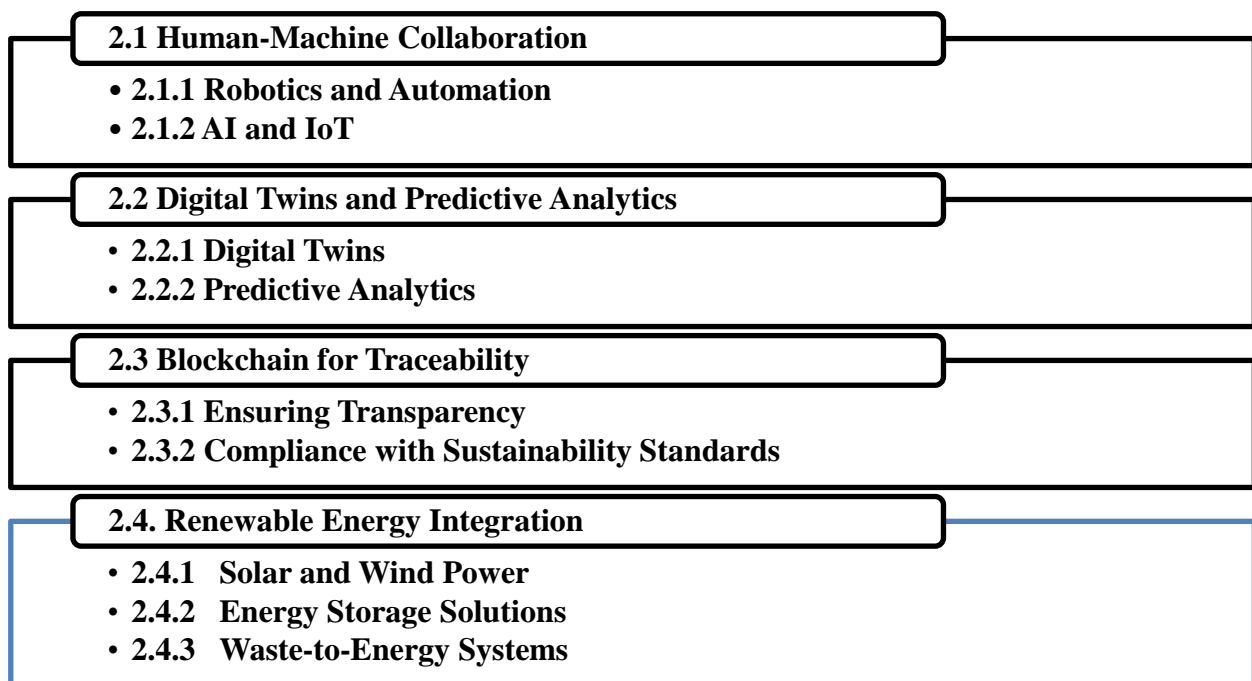 2.1 Human-Machine Collaboration
• 2.1.1 Robotics and Automation
• 2.1.2 AI and IoT
2.2 Digital Twins and Predictive Analytics
• 2.2.1 Digital Twins
• 2.2.2 Predictive Analytics
2.3 Blockchain for Traceability
• 2.3.1 Ensuring Transparency
• 2.3.2 Compliance with Sustainability Standards
2.4. Renewable Energy Integration
• 2.4.1 Solar and Wind Power
• 2.4.2 Energy Storage Solutions
• 2.4.3 Waste-to-Energy Systems